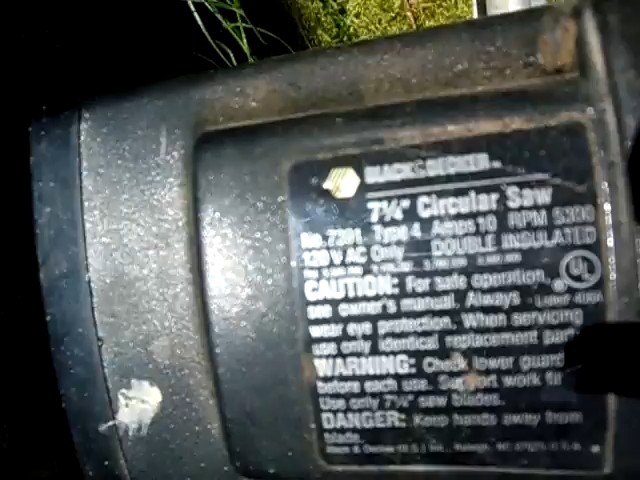 BLACK & DECKER
7¼" Circular Saw
No. 7301 Type 4 Amps 10 RPM 5300
120 V AC Only DOUBLE INSULATED
UL
CAUTION: For safe operation,
see owner's manual. Always
wear eye protection. When servicing
use only identical replacement
WARNING: Check lower guard
before each use. Support work
Use only 7¼" saw blades.
DANGER: Keep hands away from
blade.